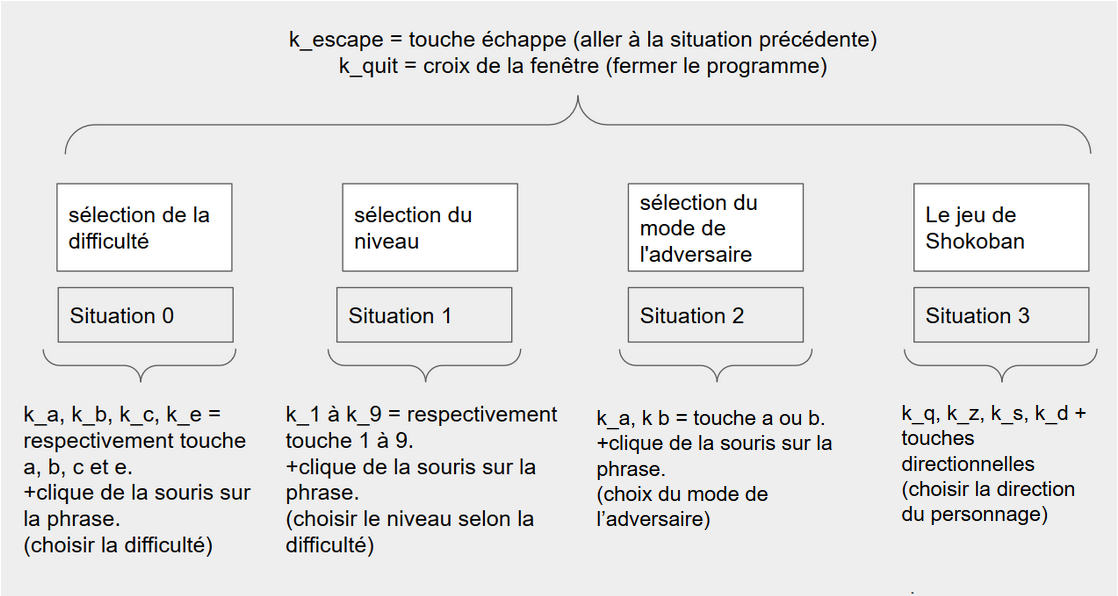 k_escape = touche échappe (aller à la situation précédente)
k_quit = croix de la fenêtre (fermer le programme)
sélection de la
difficulté
sélection du
niveau
sélection du
mode de
l'adversaire
Le jeu de
Shokoban
Situation 0
Situation 1
Situation 2
Situation 3
k_a, k_b, k_c, k_e =
respectivement touche
a, b, c et e.
+clique de la souris sur
la phrase.
(choisir la difficulté)
k_1 à k_9 = respectivement
touche 1 à 9.
+clique de la souris sur la
phrase.
(choisir le niveau selon la
difficulté)
k_a, k b = touche a ou b.
+clique de la souris sur la
phrase.
(choix du mode de
l’adversaire)
k_q, k_z, k_s, k_d +
touches
directionnelles
(choisir la direction
du personnage)